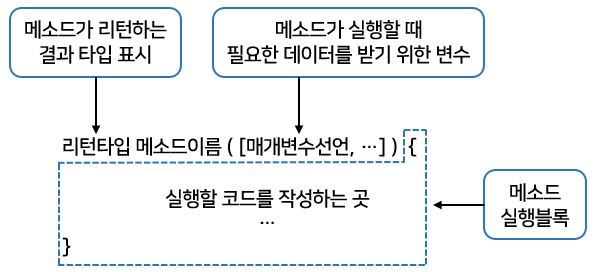 메소드가 리턴하는
결과 타입 표시
메소드가 실행할 때
필요한 데이터를 받기 위한 변수
리턴타입 메소드이름 ( [매개변수선언, …] ) {
실행할 코드를 작성하는 곳
…
}
메소드
실행블록